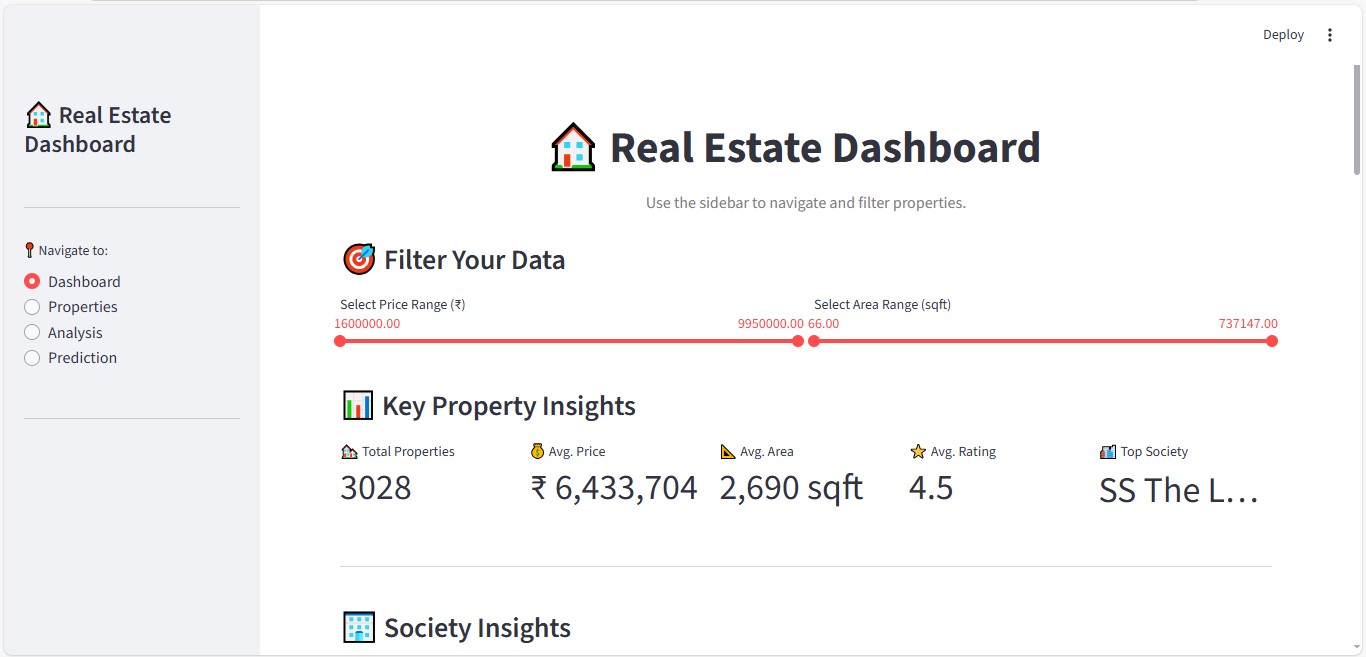 Deploy
Real Estate
Dashboard
Navigate to:
Dashboard
Properties
Analysis
Prediction
Real Estate Dashboard
Use the sidebar to navigate and filter properties.
Filter Your Data
Select Price Range (₹)
1600000.00 9950000.00
Select Area Range (sqft)
66.00 737147.00
Key Property Insights
Total Properties
3028
Avg. Price
₹ 6,433,704
Avg. Area
2,690 sqft
Avg. Rating
4.5
Top Society
SS The L…
Society Insights